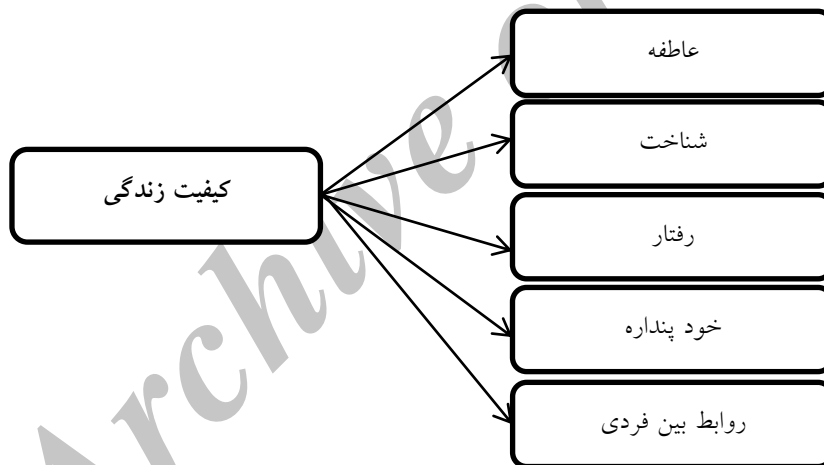 عاطفه
شناخت
کیفیت زندگی
رفتار
خود پنداره
روابط بین فردی
Archive o